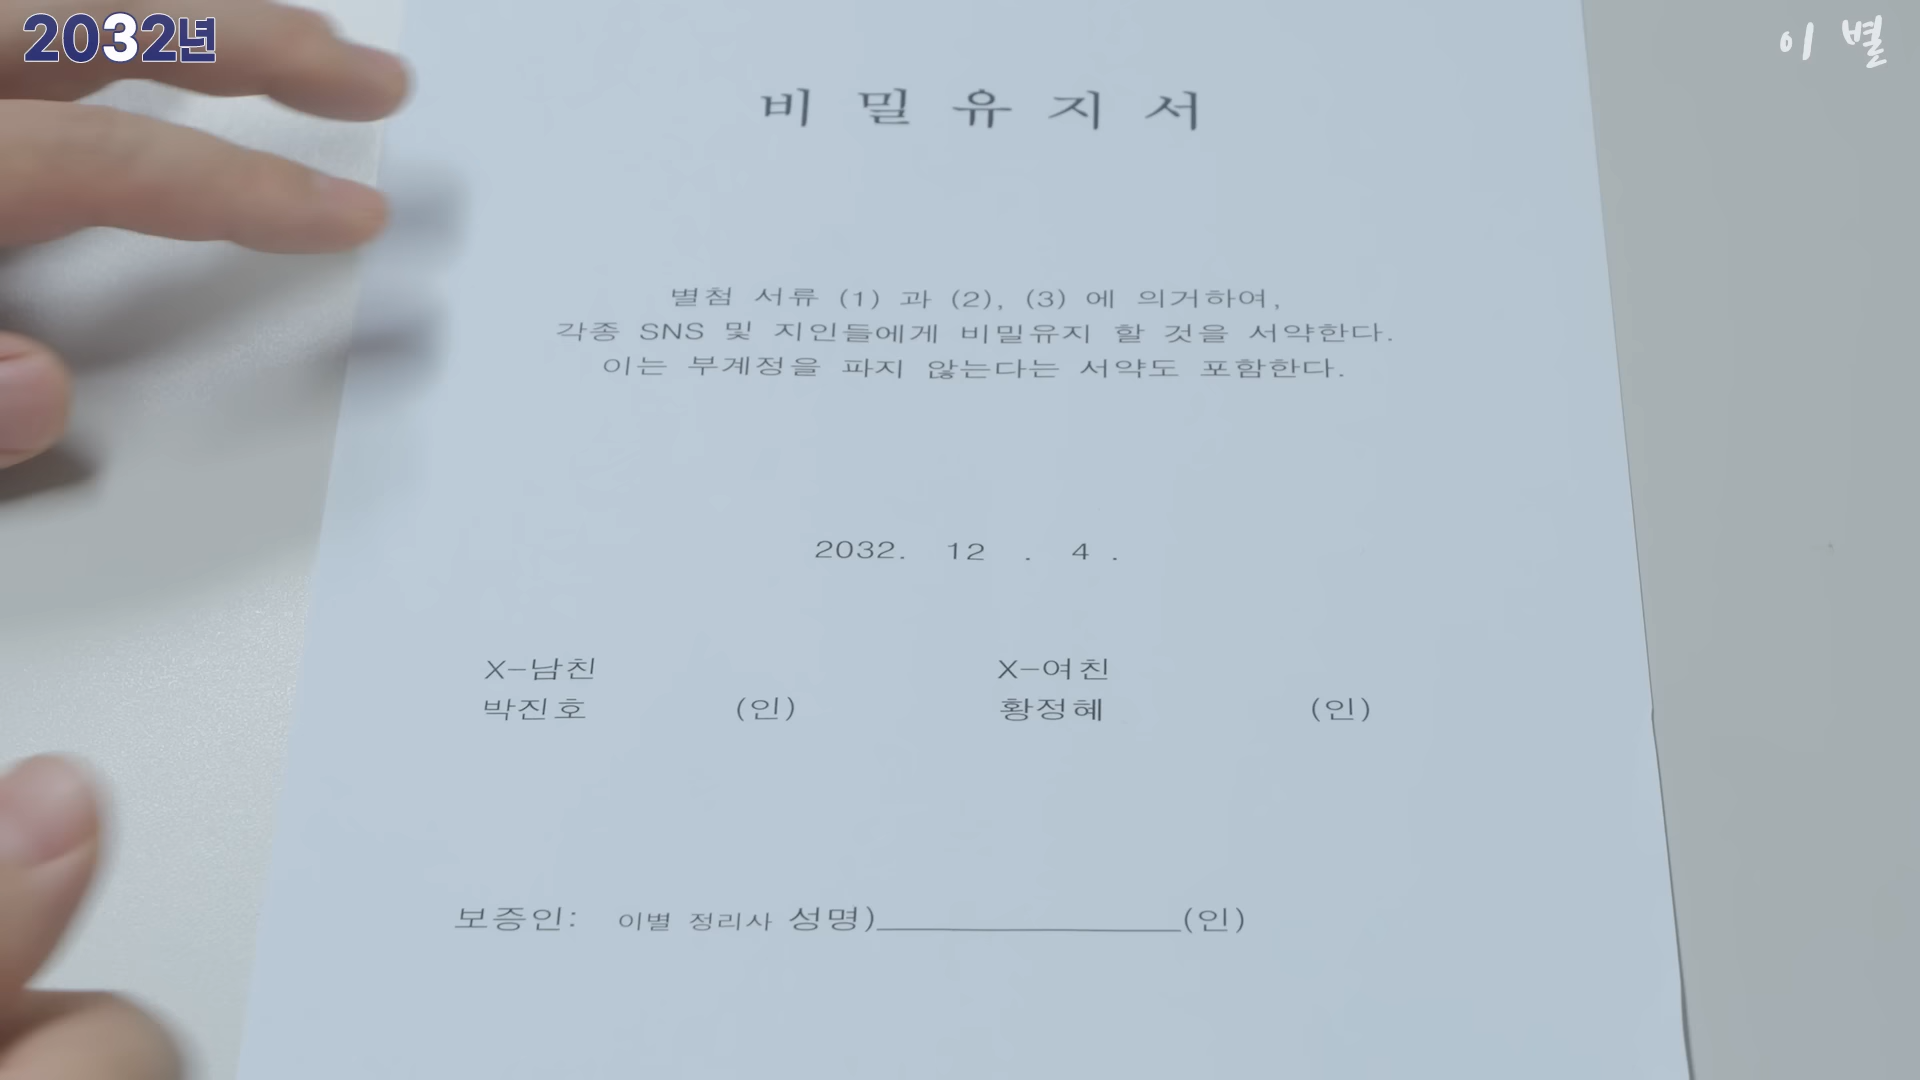 2032년
이 별
비 밀 유 지 서
별첨 서류 (1) 과 (2), (3) 에 의거하여,
각종 SNS 및 지인들에게 비밀유지 할 것을 서약한다.
이는 부계정을 파지 않는다는 서약도 포함한다.
2032. 12 . 4 .
X-남친 X-여친
박진호 (인) 황정혜 (인)
보증인: 이별 정리사 성명)____________(인)